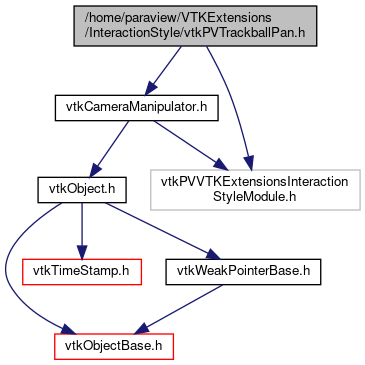 /home/paraview/VTKExtensions
/InteractionStyle/vtkPVTrackballPan.h
vtkCameraManipulator.h
vtkObject.h
vtkPVVTKExtensionsInteraction
StyleModule.h
vtkTimeStamp.h
vtkWeakPointerBase.h
vtkObjectBase.h